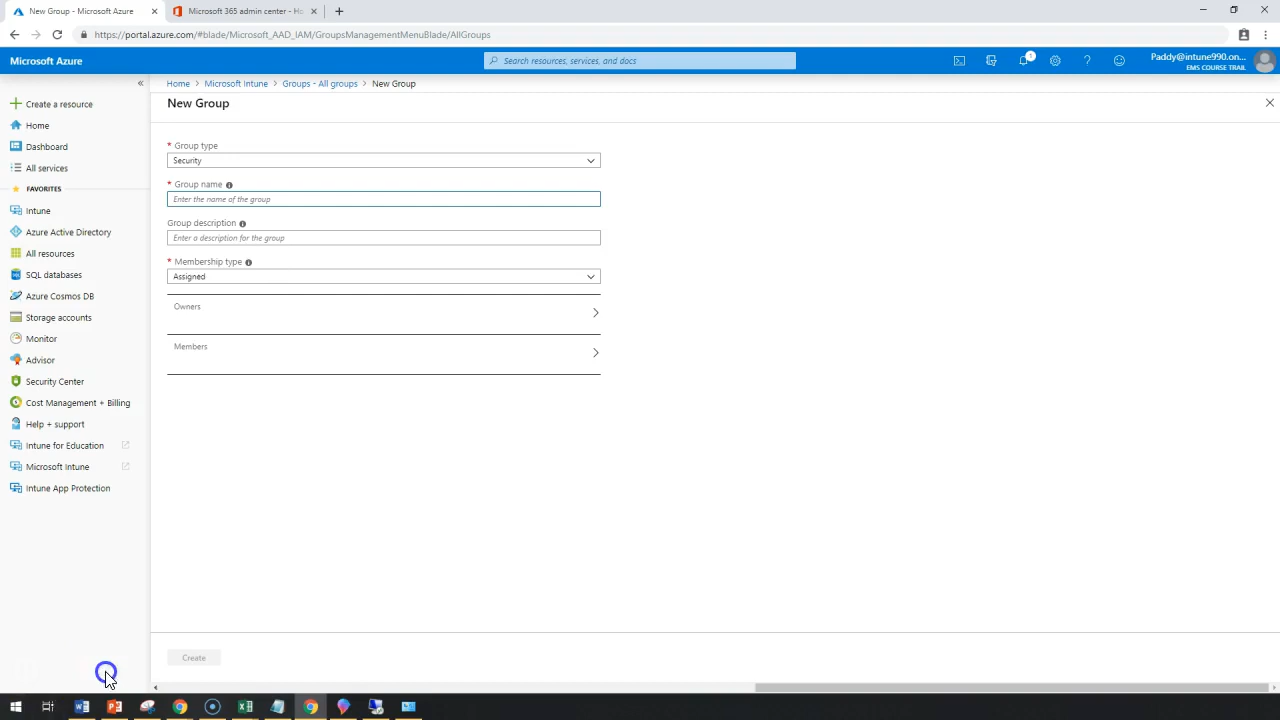 New Group - Microsoft Azure
Microsoft 365 admin center - Ho
https://portal.azure.com/#blade/Microsoft_AAD_IAM/GroupsManagementMenuBlade/AllGroups
Microsoft Azure
Search resources, services, and docs
1
Paddy@intune990.on...
EMS COURSE TRAIL
Home > Microsoft Intune > Groups - All groups > New Group
New Group
Create a resource
Home
Dashboard
All services
FAVORITES
Intune
Azure Active Directory
All resources
SQL databases
Azure Cosmos DB
Storage accounts
Monitor
Advisor
Security Center
Cost Management + Billing
Help + support
Intune for Education
Microsoft Intune
Intune App Protection
* Group type
Security
* Group name
Enter the name of the group
Group description
Enter a description for the group
* Membership type
Assigned
Owners
Members
Create